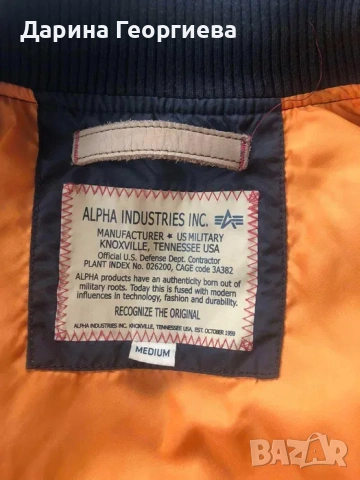 Дарина Георгиева
ALPHA INDUSTRIES INC.
MANUFACTURER ★ US MILITARY
KNOXVILLE, TENNESSEE USA
Official U.S. Defense Dept. Contractor
PLANT INDEX No. 026200, CAGE code 3A382
ALPHA products have an authenticity born out of
military roots. Today this is fused with modern
influences in technology, fashion and durability.
RECOGNIZE THE ORIGINAL
ALPHA INDUSTRIES INC. KNOXVILLE, TENNESSEE USA, EST. OCTOBER 1959
MEDIUM
BAZAR